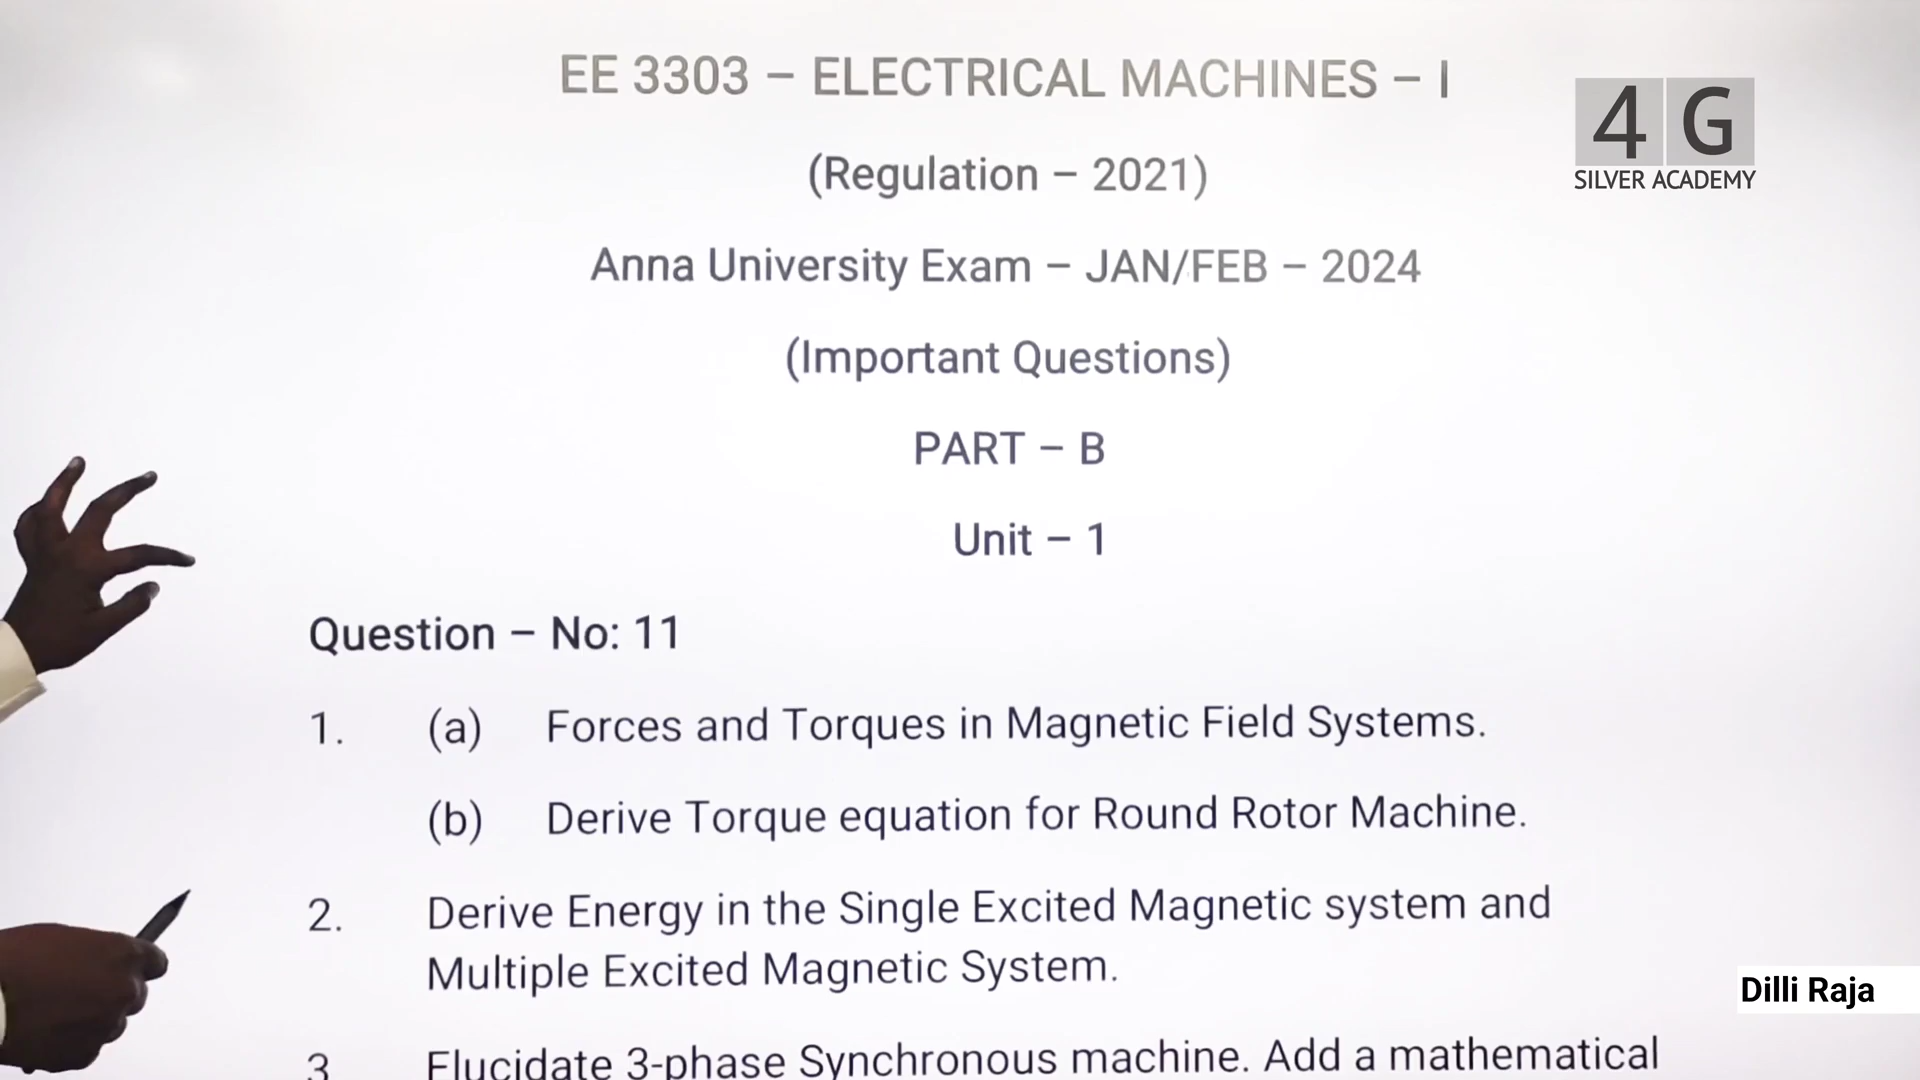 EE 3303 – ELECTRICAL MACHINES – I
4 G
SILVER ACADEMY
(Regulation – 2021)
Anna University Exam – JAN/FEB – 2024
(Important Questions)
PART – B
Unit – 1
Question – No: 11
1. (a) Forces and Torques in Magnetic Field Systems.
(b) Derive Torque equation for Round Rotor Machine.
2. Derive Energy in the Single Excited Magnetic system and
Multiple Excited Magnetic System.
Dilli Raja
3 Elucidate 3-phase Synchronous machine. Add a mathematical